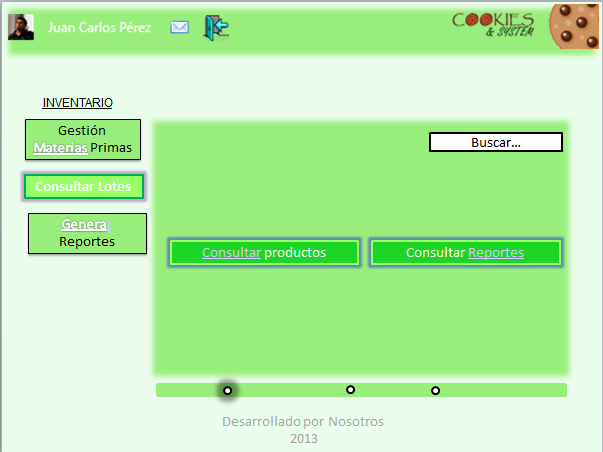 Juan Carlos Pérez
COOKIES
& SYSTEM
INVENTARIO
Gestión
Materias Primas
Consultar Lotes
Genera
Reportes
Buscar...
Consultar productos
Consultar Reportes
Desarrollado por Nosotros
2013